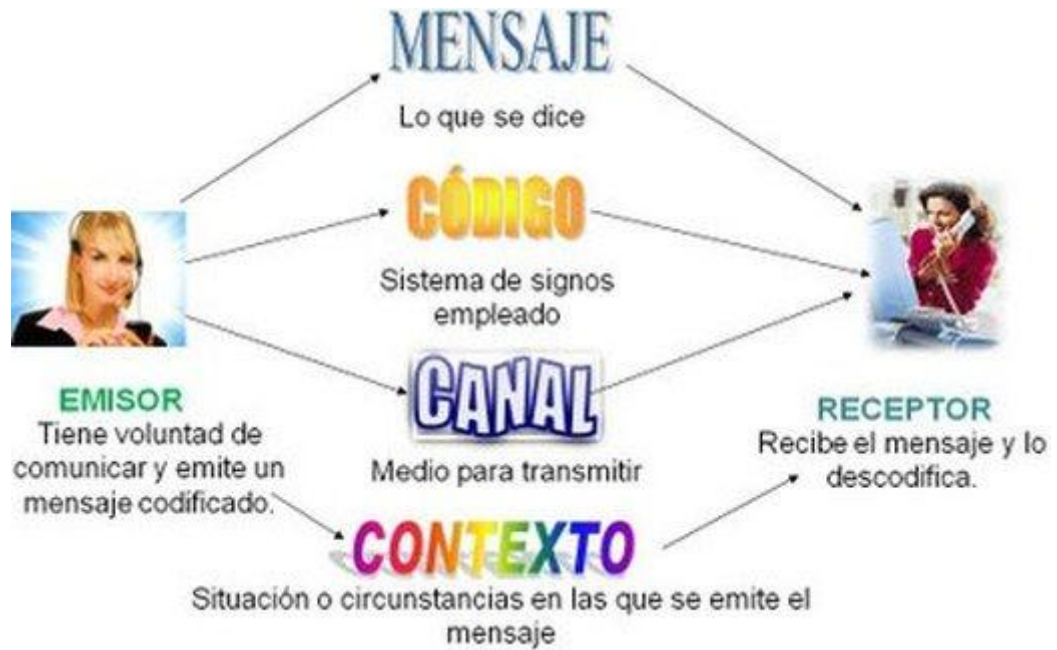 MENSAJE
Lo que se dice
CÓDIGO
Sistema de signos
empleado
CANAL
Medio para transmitir
EMISOR
Tiene voluntad de
comunicar y emite un
mensaje codificado.
RECEPTOR
Recibe el mensaje y lo
descodifica.
CONTEXTO
Situación o circunstancias en las que se emite el
mensaje